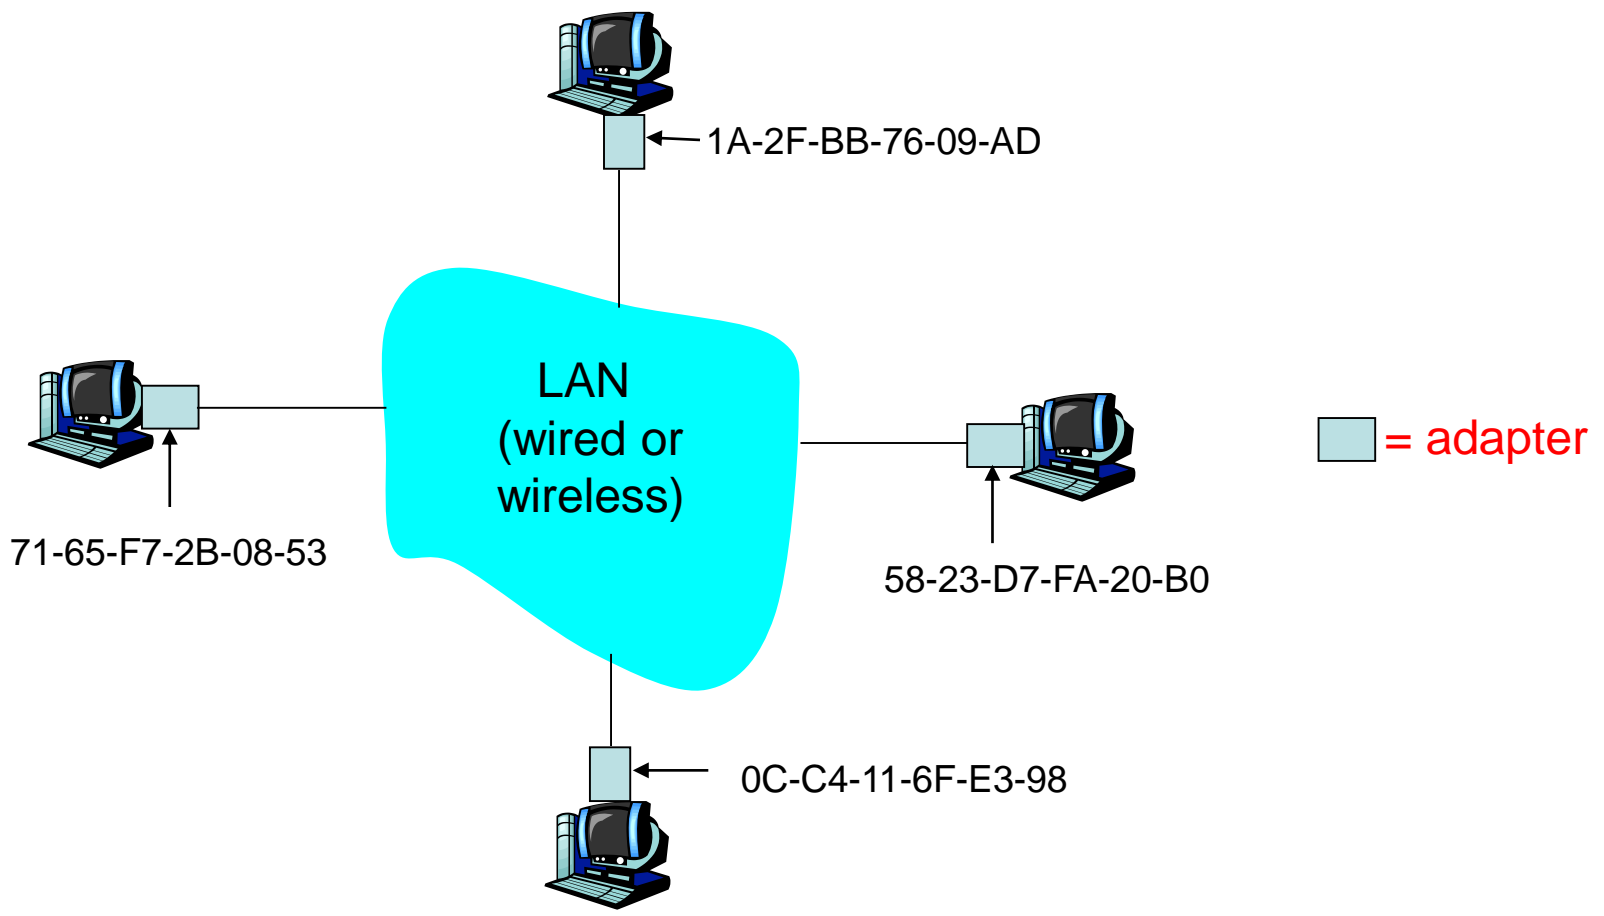 1A-2F-BB-76-09-AD
LAN
(wired or
wireless)
= adapter
71-65-F7-2B-08-53
58-23-D7-FA-20-B0
0C-C4-11-6F-E3-98